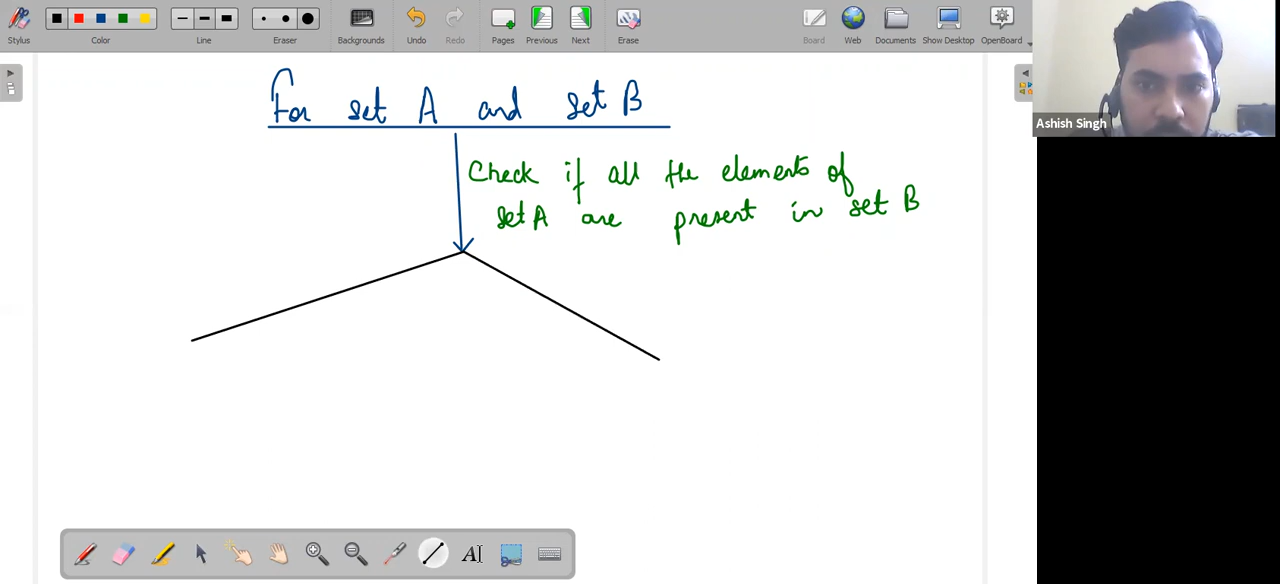 Stylus
Color
Line
Eraser
Backgrounds
Undo
Redo
Pages
Previous
Next
Erase
Board
Web
Documents
Show Desktop
OpenBoard
For set A and set B
Check if all the elements of
set A are present in set B
Ashish Singh
A